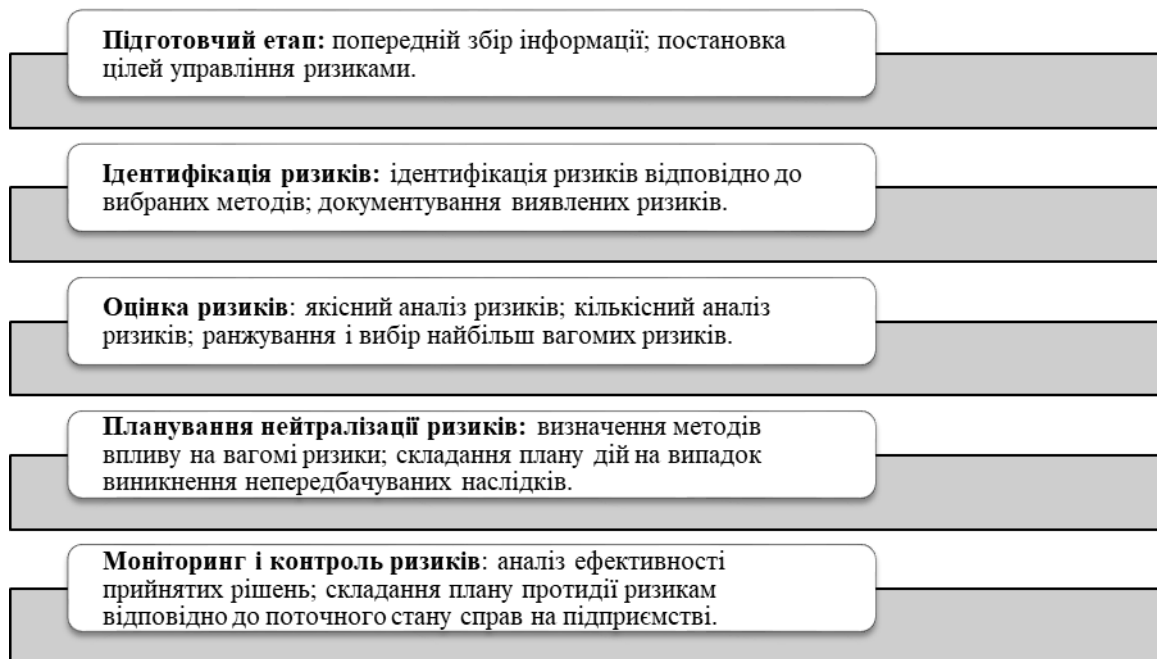 Підготовчий етап: попередній збір інформації; постановка
цілей управління ризиками.
Ідентифікація ризиків: ідентифікація ризиків відповідно до
вибраних методів; документування виявлених ризиків.
Оцінка ризиків: якісний аналіз ризиків; кількісний аналіз
ризиків; ранжування і вибір найбільш вагомих ризиків.
Планування нейтралізації ризиків: визначення методів
впливу на вагомі ризики; складання плану дій на випадок
виникнення непередбачуваних наслідків.
Моніторинг і контроль ризиків: аналіз ефективності
прийнятих рішень; складання плану протидії ризикам
відповідно до поточного стану справ на підприємстві.